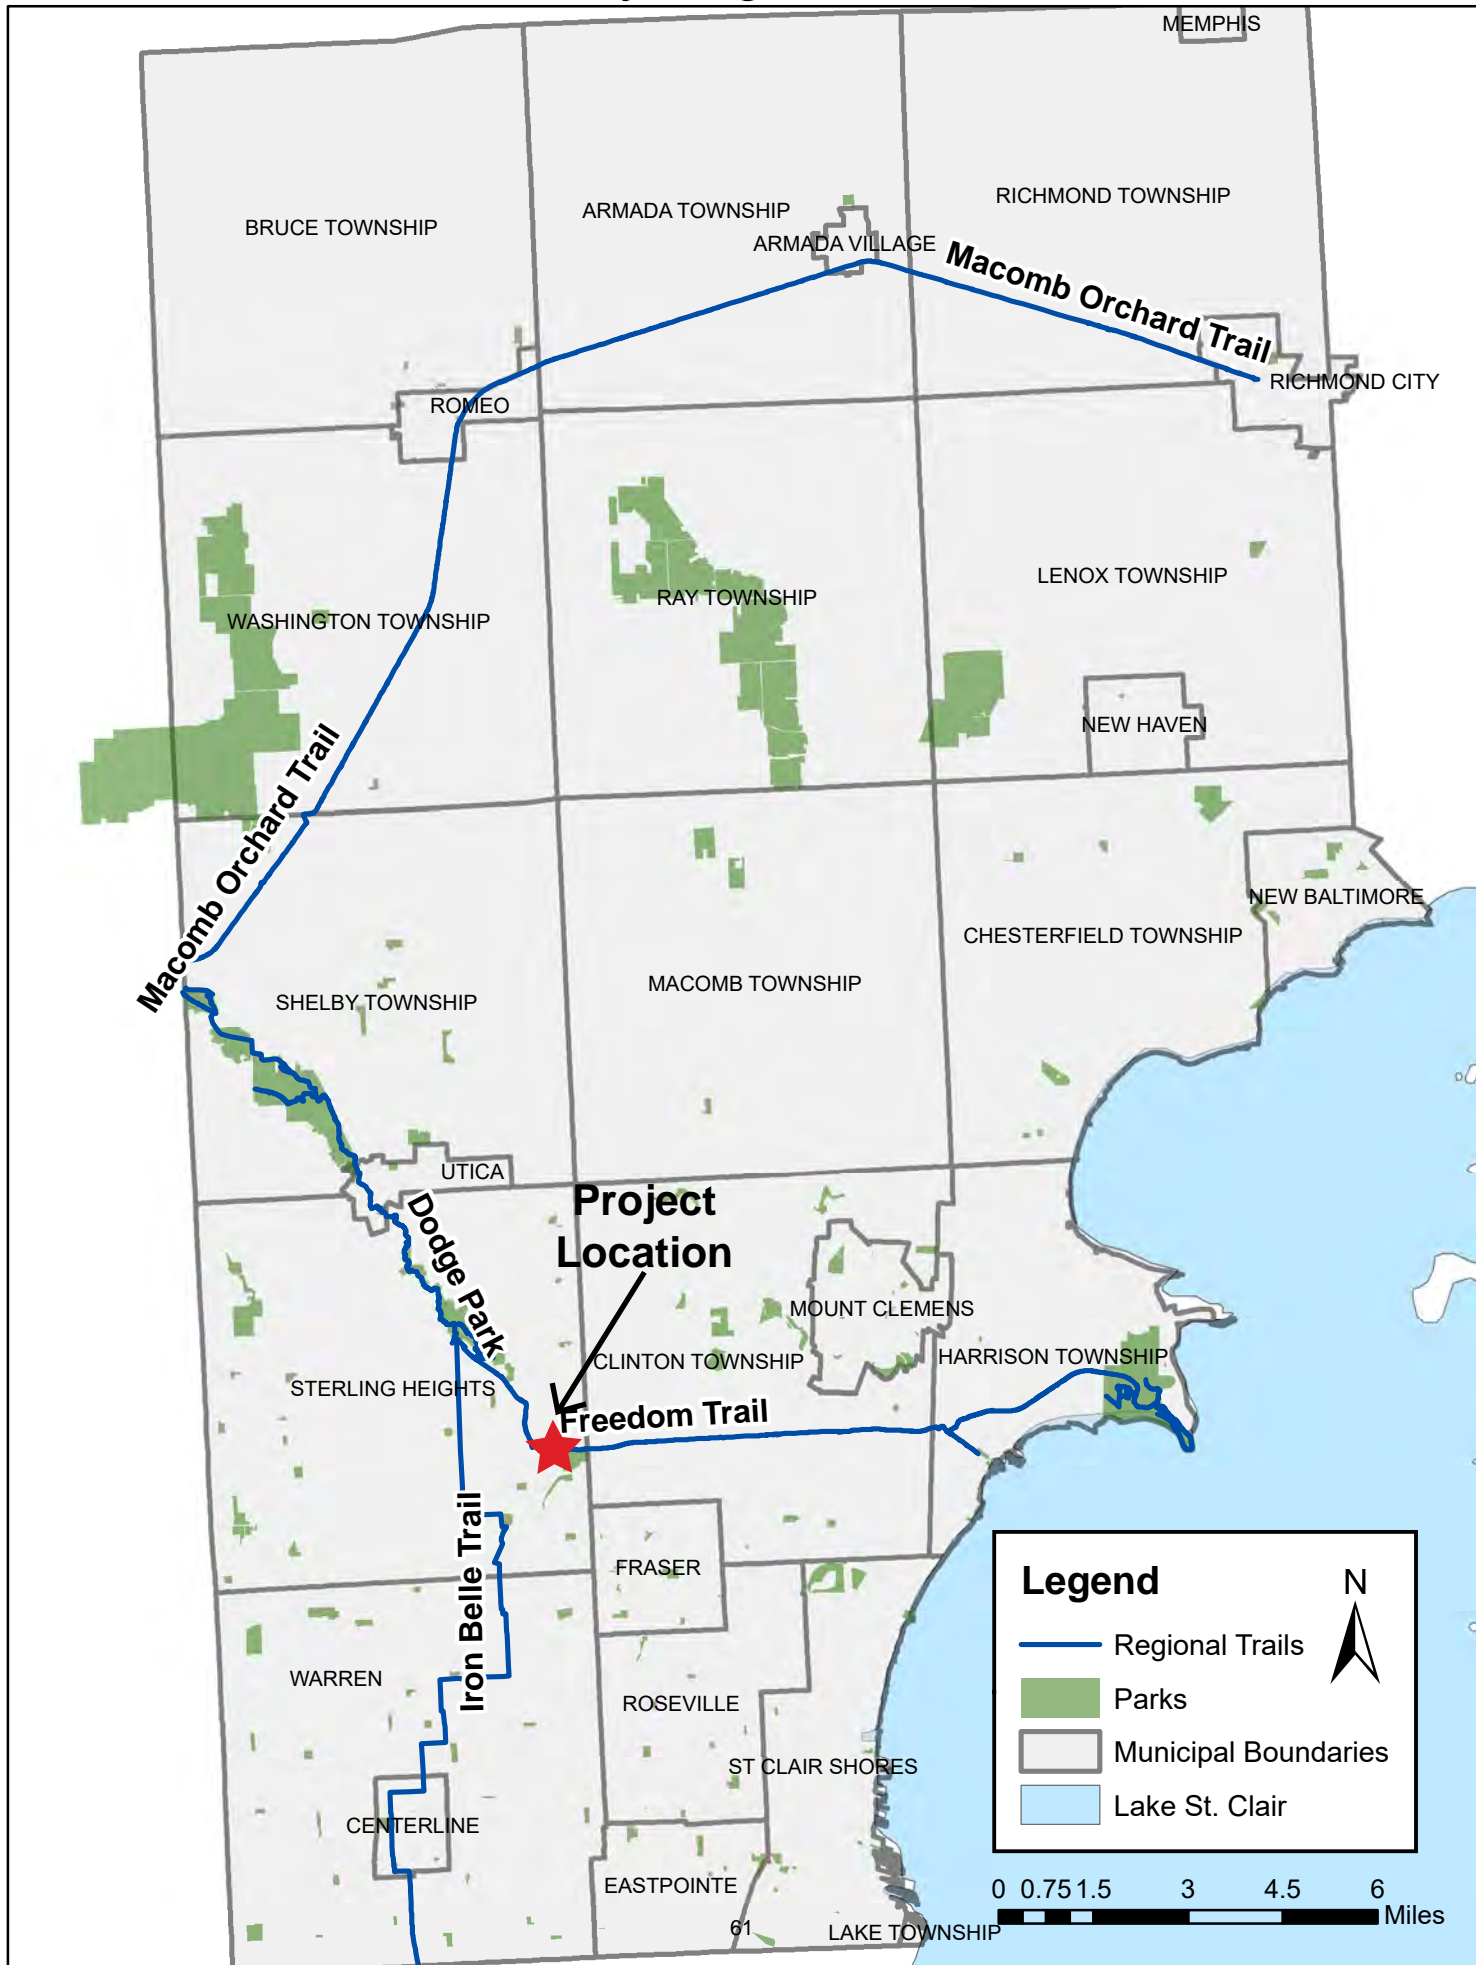 MEMPHIS
RICHMOND TOWNSHIP
ARMADA TOWNSHIP
BRUCE TOWNSHIP
ARMADA VILLAGE
Macomb Orchard Trail
RICHMOND CITY
ROMEO
LENOX TOWNSHIP
RAY TOWNSHIP
WASHINGTON TOWNSHIP
NEW HAVEN
Macomb Orchard Trail
NEW BALTIMORE
CHESTERFIELD TOWNSHIP
MACOMB TOWNSHIP
SHELBY TOWNSHIP
UTICA
Project
Location
Dodge Park
MOUNT CLEMENS
HARRISON TOWNSHIP
CLINTON TOWNSHIP
STERLING HEIGHTS
Freedom Trail
Iron Belle Trail
FRASER
WARREN
ROSEVILLE
ST CLAIR SHORES
CENTERLINE
EASTPOINTE
61
LAKE TOWNSHIP
Legend
N
Regional Trails
Parks
Municipal Boundaries
Lake St. Clair
0 0.75 1.5 3 4.5 6
Miles